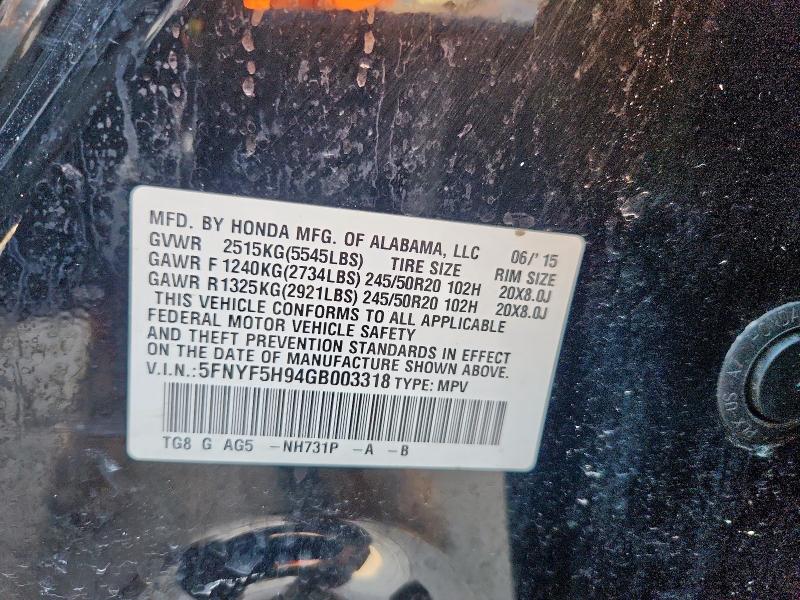 MFD. BY HONDA MFG. OF ALABAMA, LLC 06/'15
GVWR 2515KG(5545LBS) TIRE SIZE RIM SIZE
GAWR F 1240KG(2734LBS) 245/50R20 102H 20X8.0J
GAWR R 1325KG(2921LBS) 245/50R20 102H 20X8.0J
THIS VEHICLE CONFORMS TO ALL APPLICABLE
FEDERAL MOTOR VEHICLE SAFETY
AND THEFT PREVENTION STANDARDS IN EFFECT
ON THE DATE OF MANUFACTURE SHOWN ABOVE.
V.I.N.:5FNYF5H94GB003318 TYPE: MPV
TG8 G AG5 -NH731P -A -B